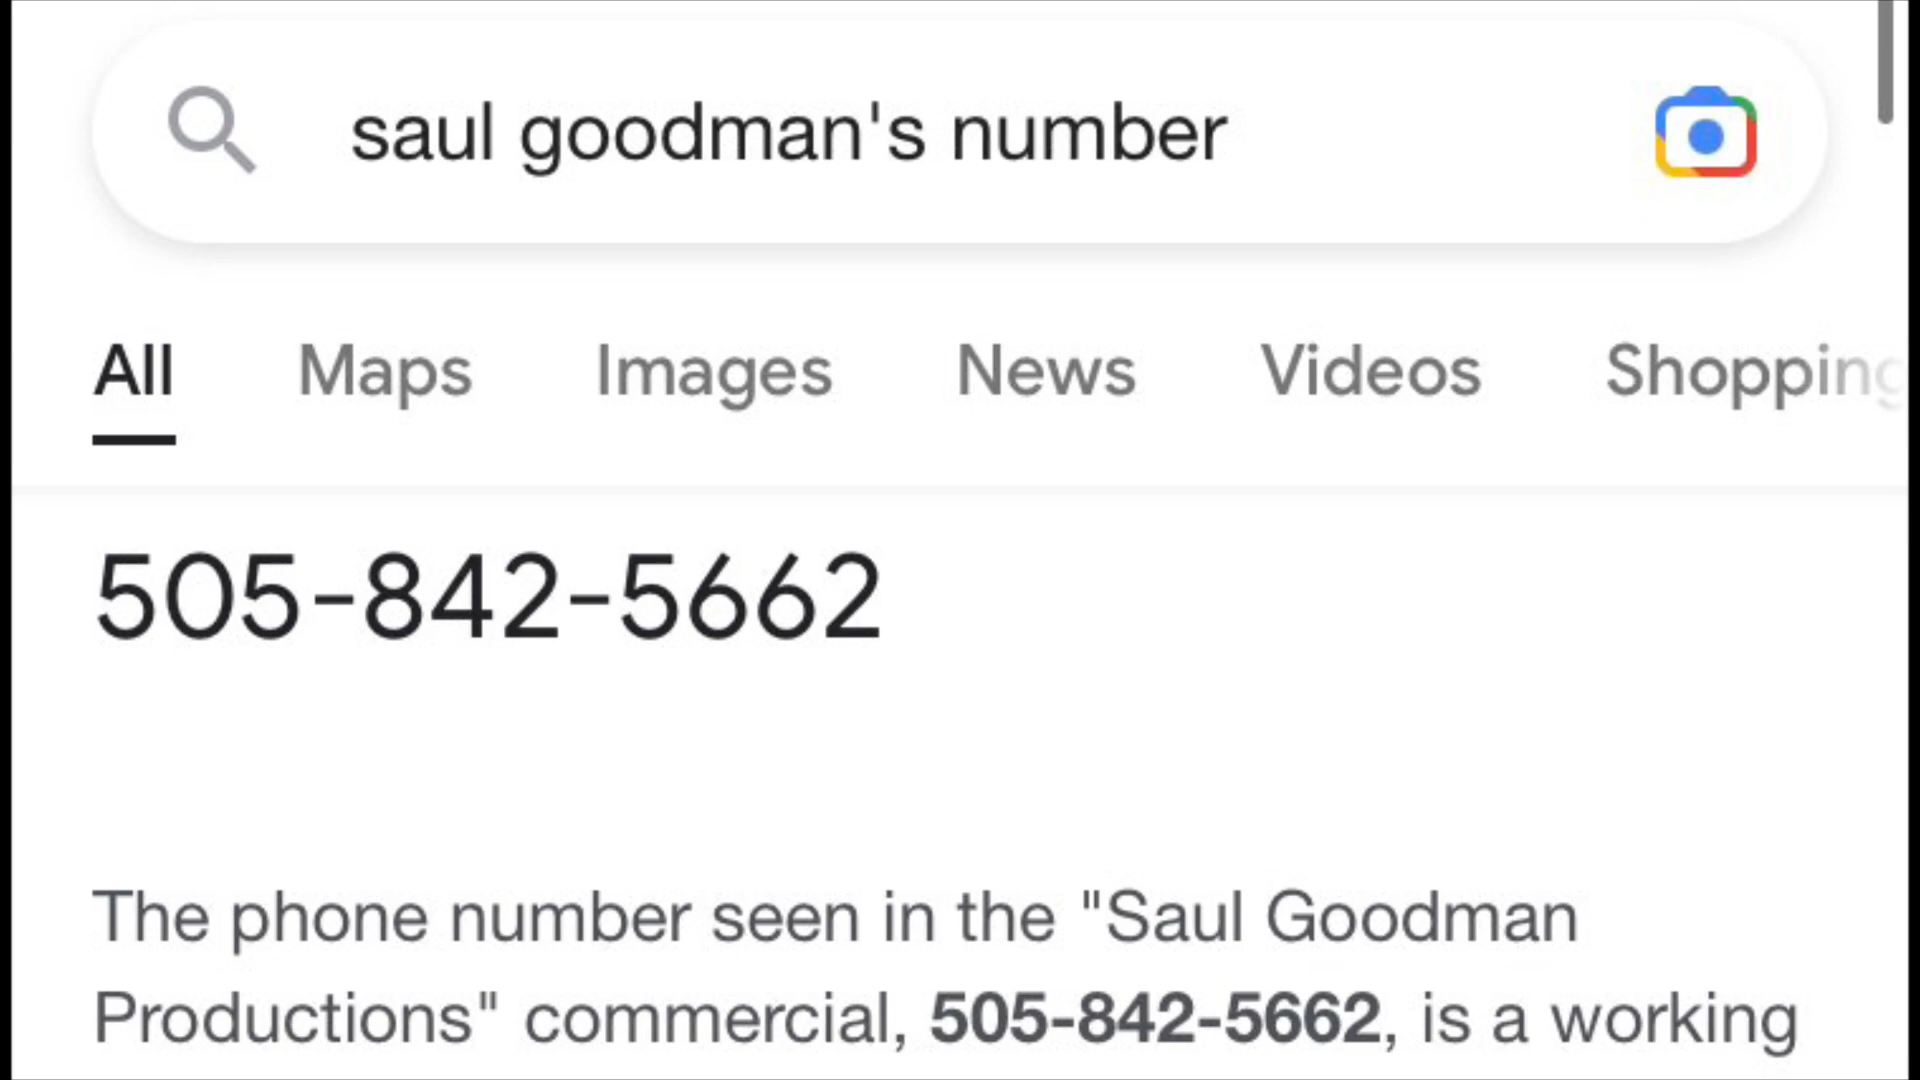 saul goodman's number
All Maps Images News Videos Shopping
505-842-5662
The phone number seen in the "Saul Goodman
Productions" commercial, 505-842-5662, is a working